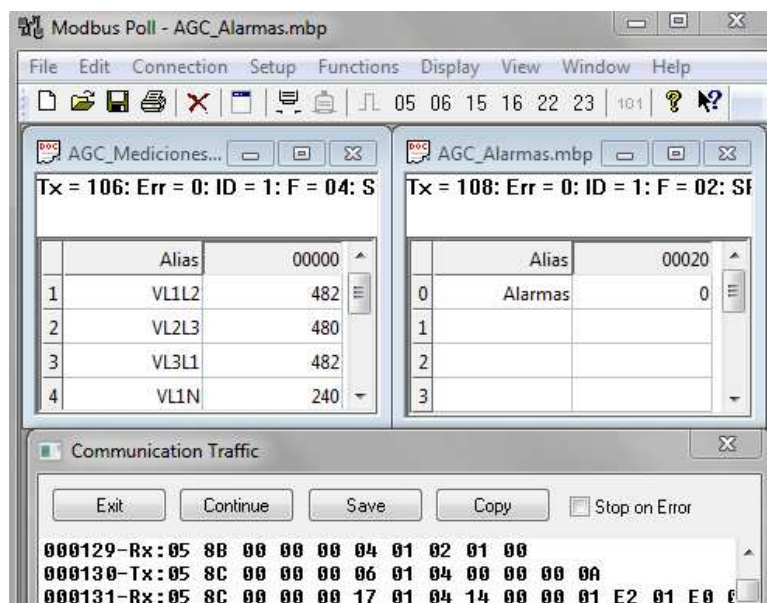 Modbus Poll - AGC_Alarmas.mbp
File Edit Connection Setup Functions Display View Window Help
05 06 15 16 22 23 101
AGC_Mediciones...
Tx = 106: Err = 0: ID = 1: F = 04: S
Alias 00000
1 VL1L2 482
2 VL2L3 480
3 VL3L1 482
4 VL1N 240
AGC_Alarmas.mbp
Tx = 108: Err = 0: ID = 1: F = 02: SF
Alias 00020
0 Alarmas 0
1
2
3
Communication Traffic
Exit Continue Save Copy Stop on Error
000129-Rx:05 8B 00 00 00 04 01 02 01 00
000130-Tx:05 8C 00 00 00 06 01 04 00 00 00 0A
000131-Rx:05 8C 00 00 00 17 01 04 14 00 00 01 E2 01 E0